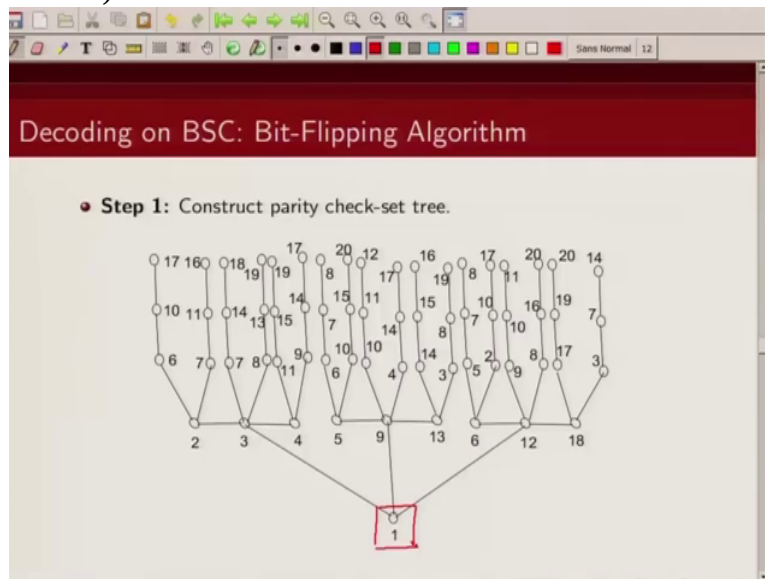 T Sans Normal 12
Decoding on BSC: Bit-Flipping Algorithm
Step 1: Construct parity check-set tree.
17 16 18 19 19 17 8 20 12 17 16 19 8 17 11 20 20 14
10 11 14 13 15 14 7 15 11 14 15 8 7 10 10 16 19 7
6 7 7 8 11 9 6 10 10 4 14 3 5 2 9 8 17 3
2 3 4 5 9 13 6 12 18
1